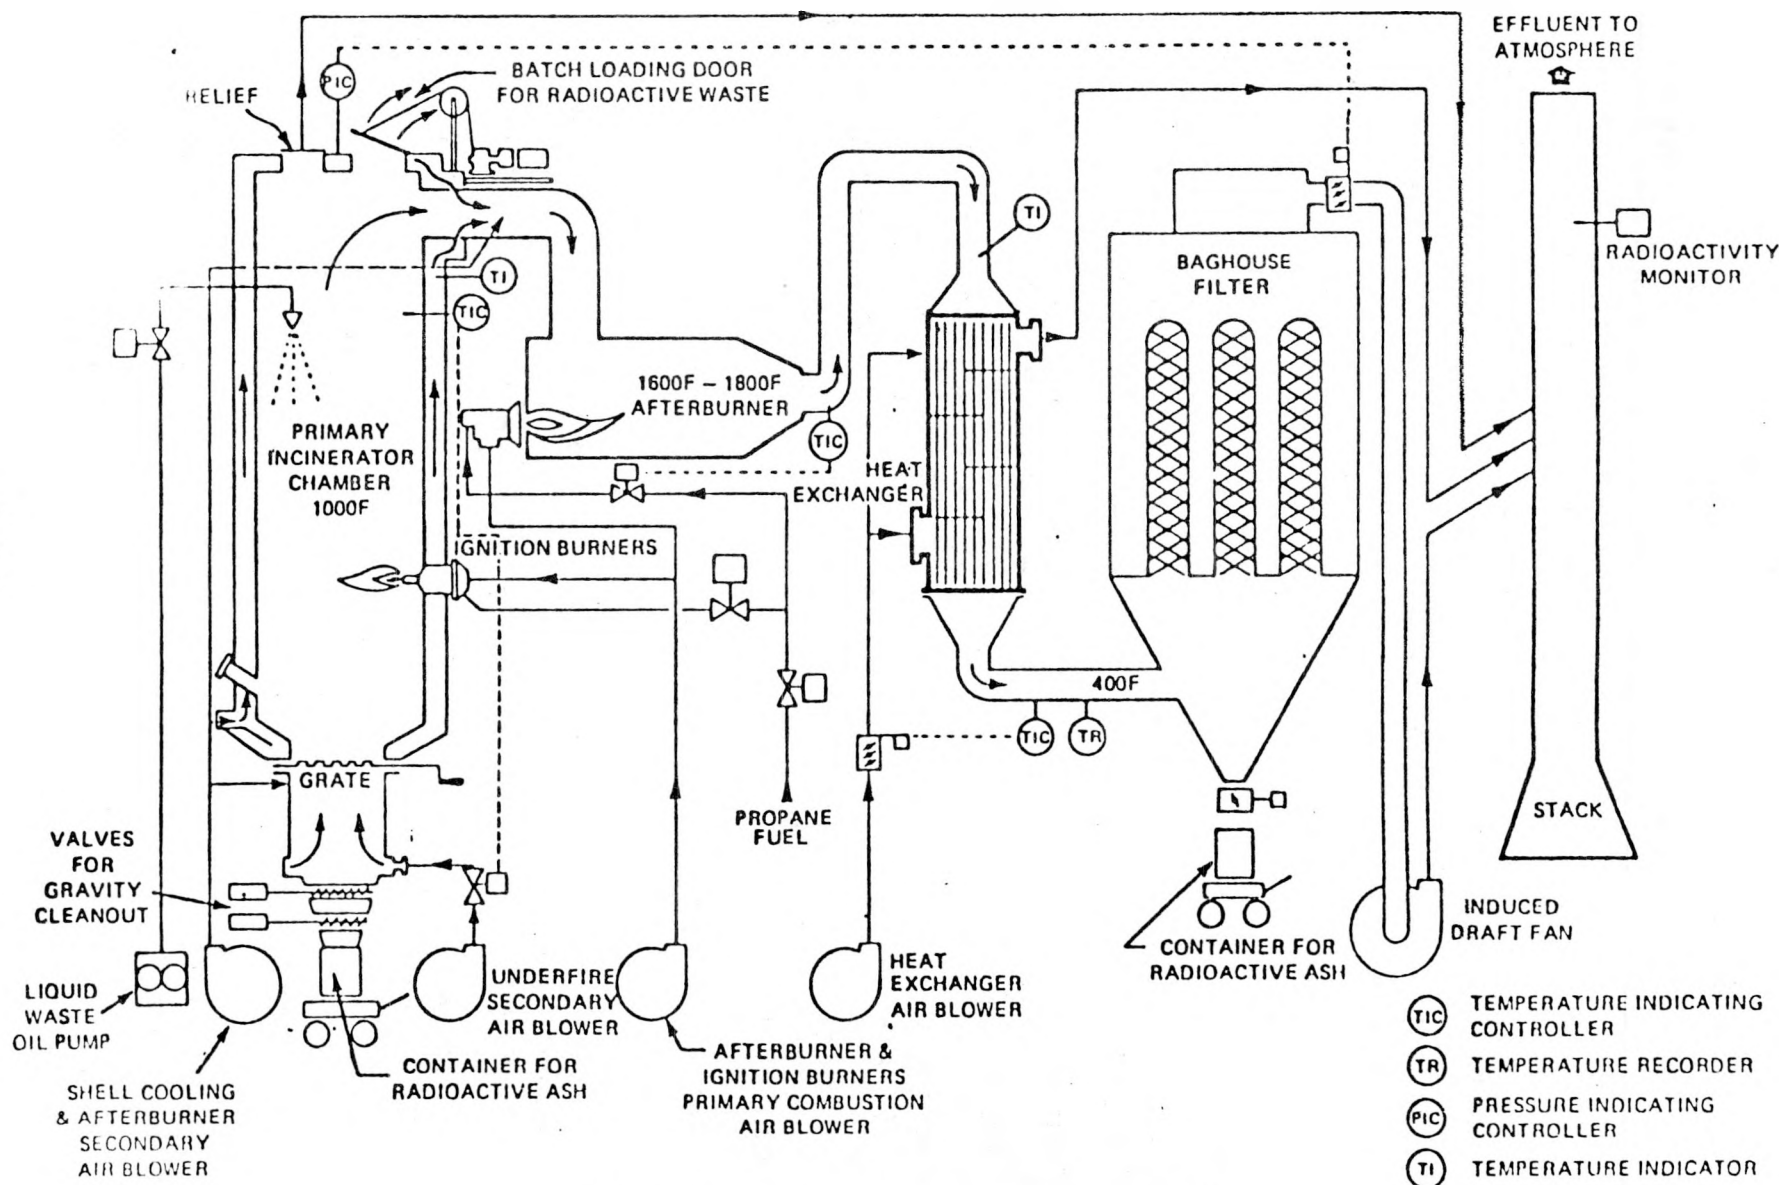 EFFLUENT TO
ATMOSPHERE
PIC
BATCH LOADING DOOR
FOR RADIOACTIVE WASTE
RELIEF
TI
RADIOACTIVITY
MONITOR
BAGHOUSE
FILTER
TI
TIC
1600F – 1800F
AFTERBURNER
TIC
PRIMARY
INCINERATOR
CHAMBER
1000F
HEAT
EXCHANGER
IGNITION BURNERS
400F
TIC
TR
GRATE
PROPANE
FUEL
STACK
VALVES
FOR
GRAVITY
CLEANOUT
INDUCED
DRAFT FAN
CONTAINER FOR
RADIOACTIVE ASH
LIQUID
WASTE
OIL PUMP
UNDERFIRE
SECONDARY
AIR BLOWER
HEAT
EXCHANGER
AIR BLOWER
CONTAINER FOR
RADIOACTIVE ASH
AFTERBURNER &
IGNITION BURNERS
PRIMARY COMBUSTION
AIR BLOWER
SHELL COOLING
& AFTERBURNER
SECONDARY
AIR BLOWER
TIC TEMPERATURE INDICATING
CONTROLLER
TR TEMPERATURE RECORDER
PIC PRESSURE INDICATING
CONTROLLER
TI TEMPERATURE INDICATOR